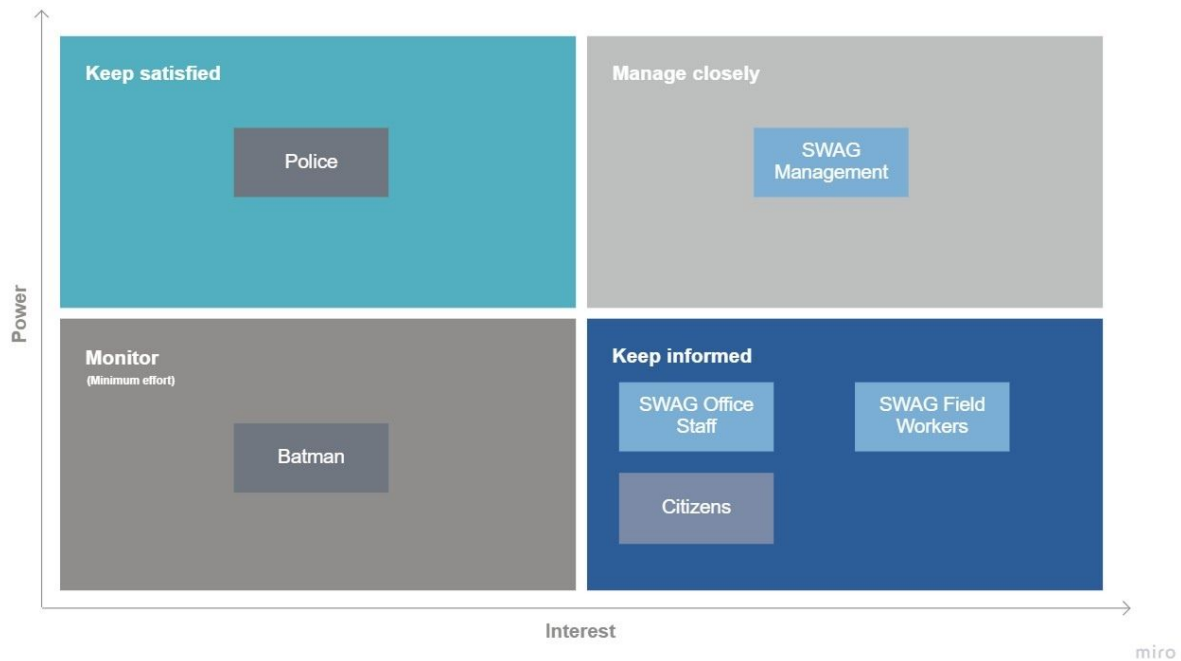 Keep satisfied
Manage closely
Police
SWAG
Management
Power
Monitor
(Minimum effort)
Batman
Keep informed
SWAG Office
Staff
SWAG Field
Workers
Citizens
Interest
miro